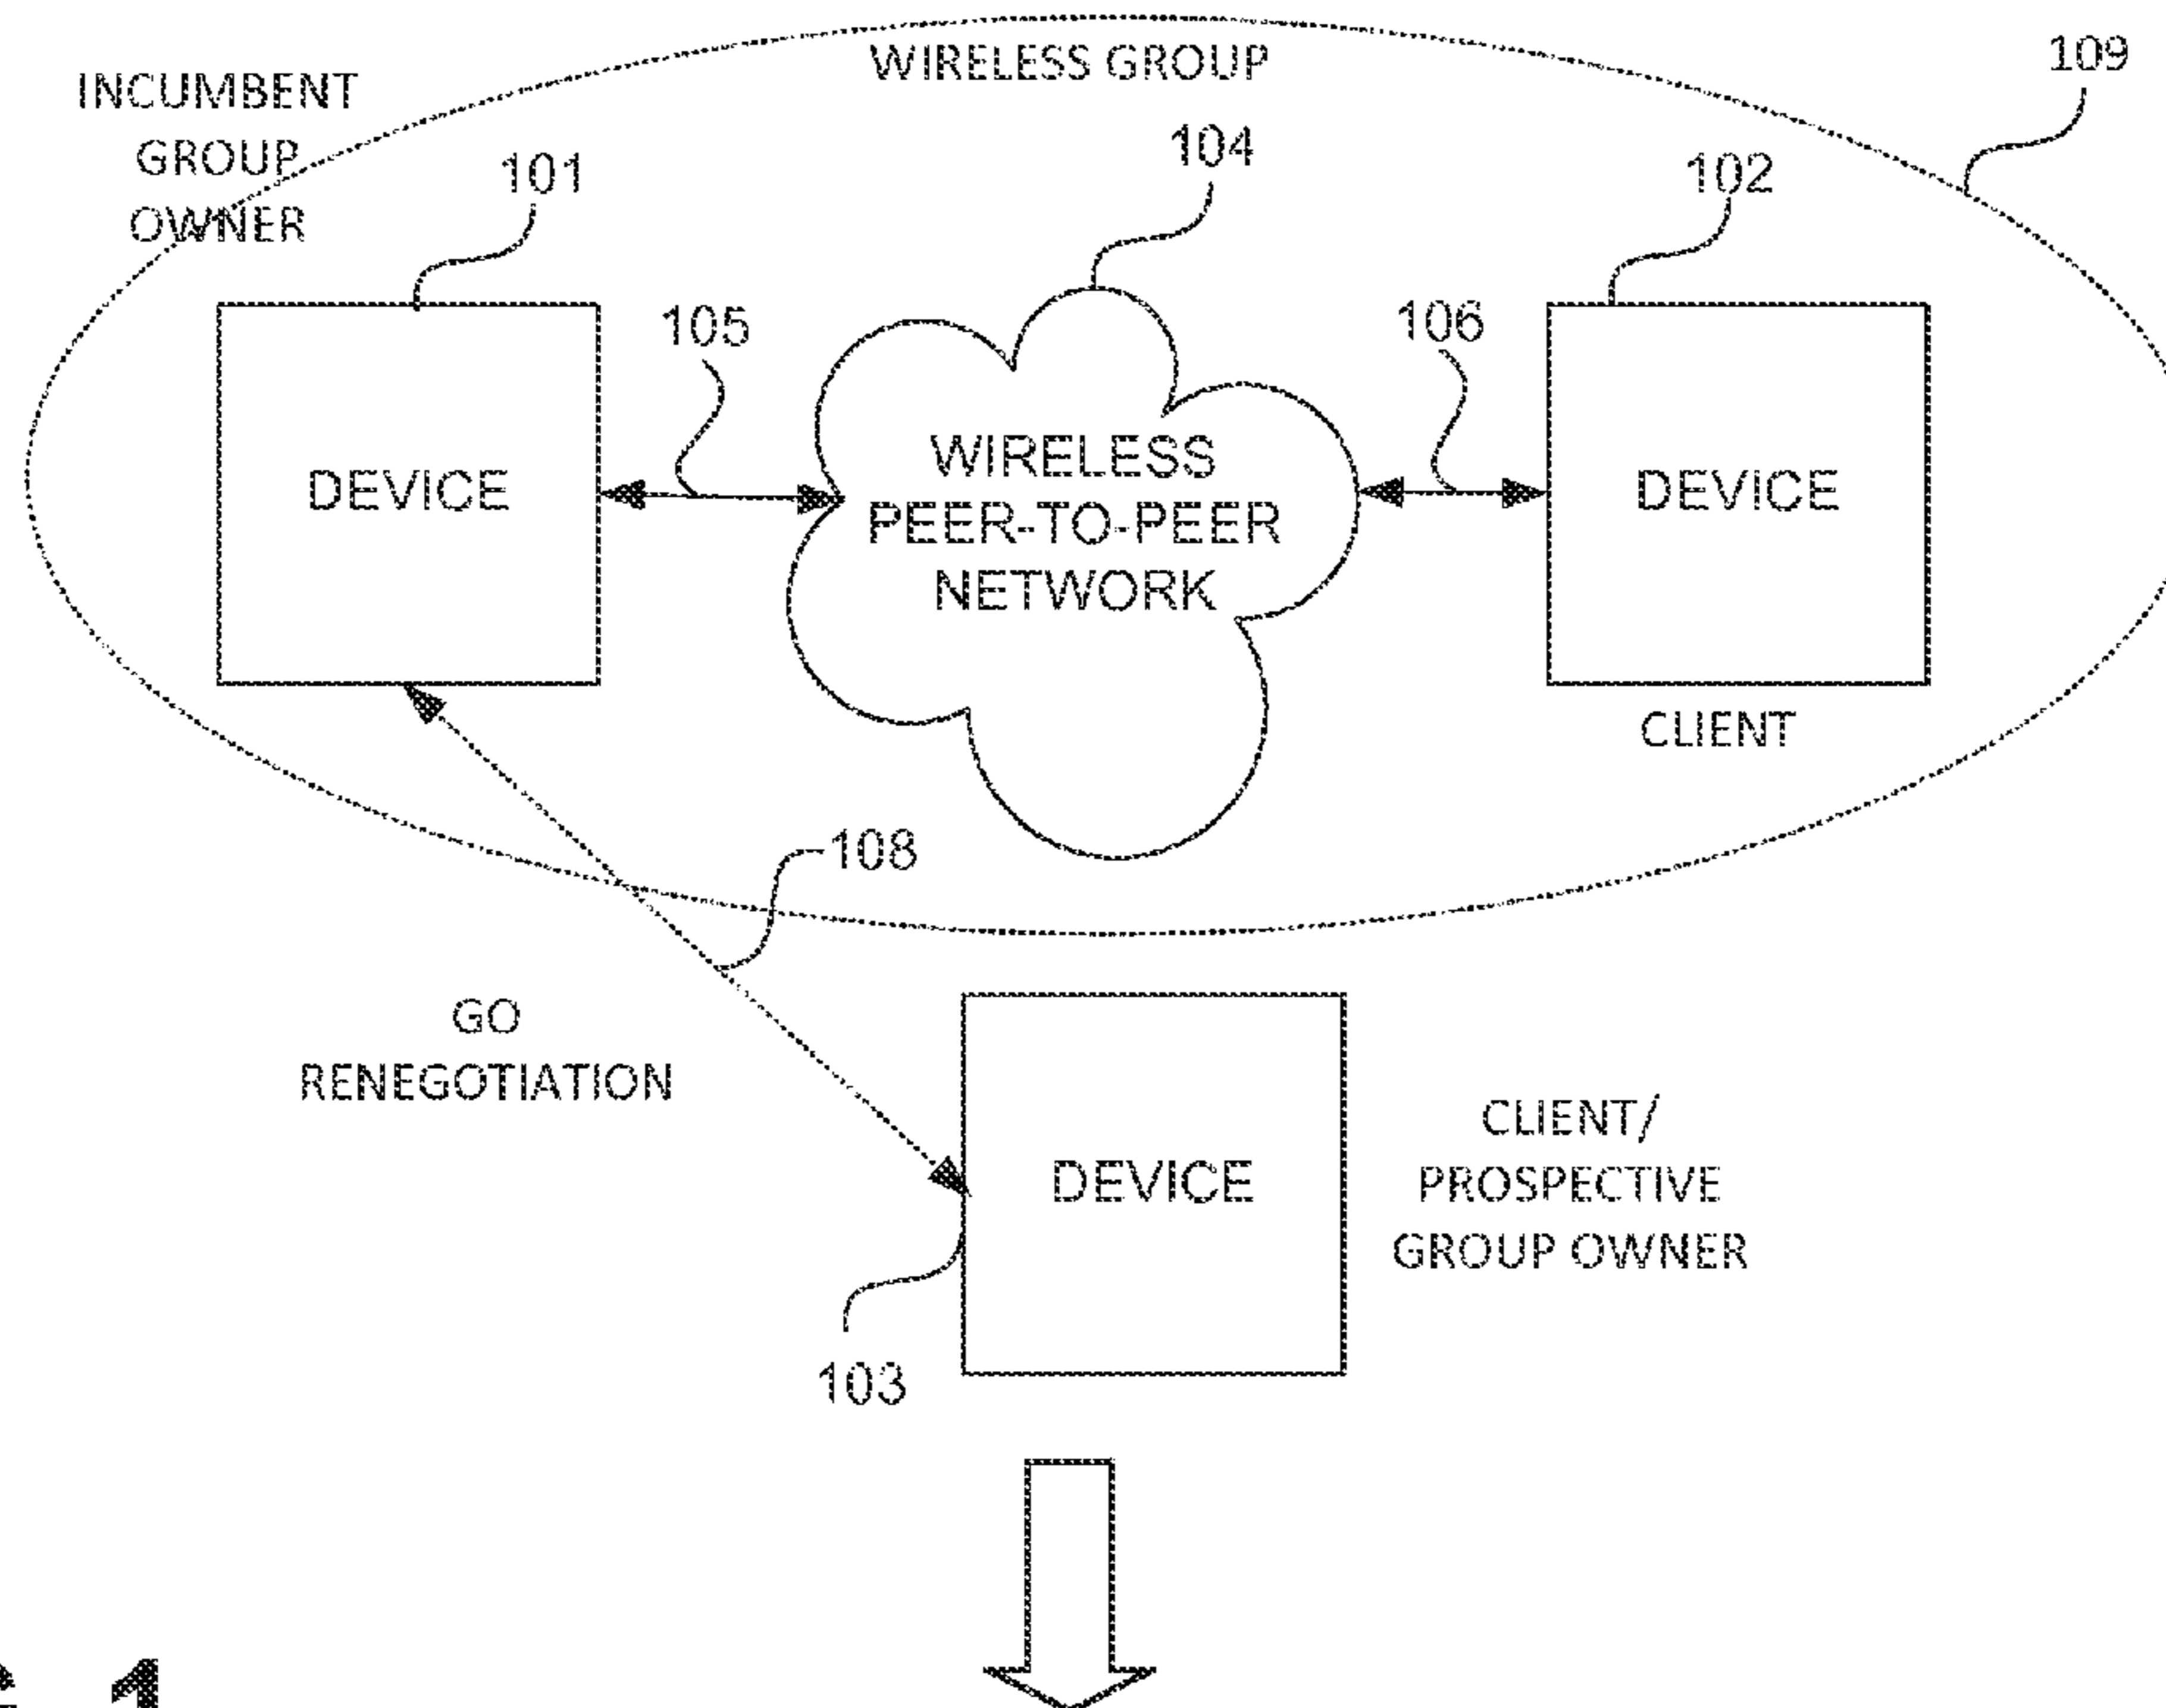 WIRELESS GROUP
109
INCUMBENT
GROUP
OWNER
101
104
102
105
106
DEVICE
WIRELESS
PEER-TO-PEER
NETWORK
DEVICE
CLIENT
108
GO
RENEGOTIATION
DEVICE
CLIENT/
PROSPECTIVE
GROUP OWNER
103
1